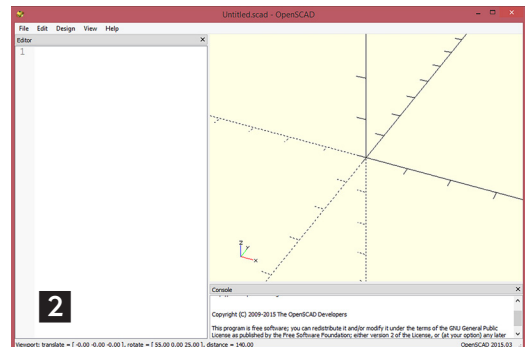 Untitled.scad - OpenSCAD
File Edit Design View Help
Editor
1
z
y
x
2
Console
Copyright (C) 2009-2015 The OpenSCAD Developers
This program is free software; you can redistribute it and/or modify it under the terms of the GNU General Public
License as published by the Free Software Foundation; either version 2 of the License, or (at your option) any later
Viewport: translate = [ -0.00 -0.00 -0.00 ], rotate = [ 55.00 0.00 25.00 ], distance = 140.00
OpenSCAD 2015.03